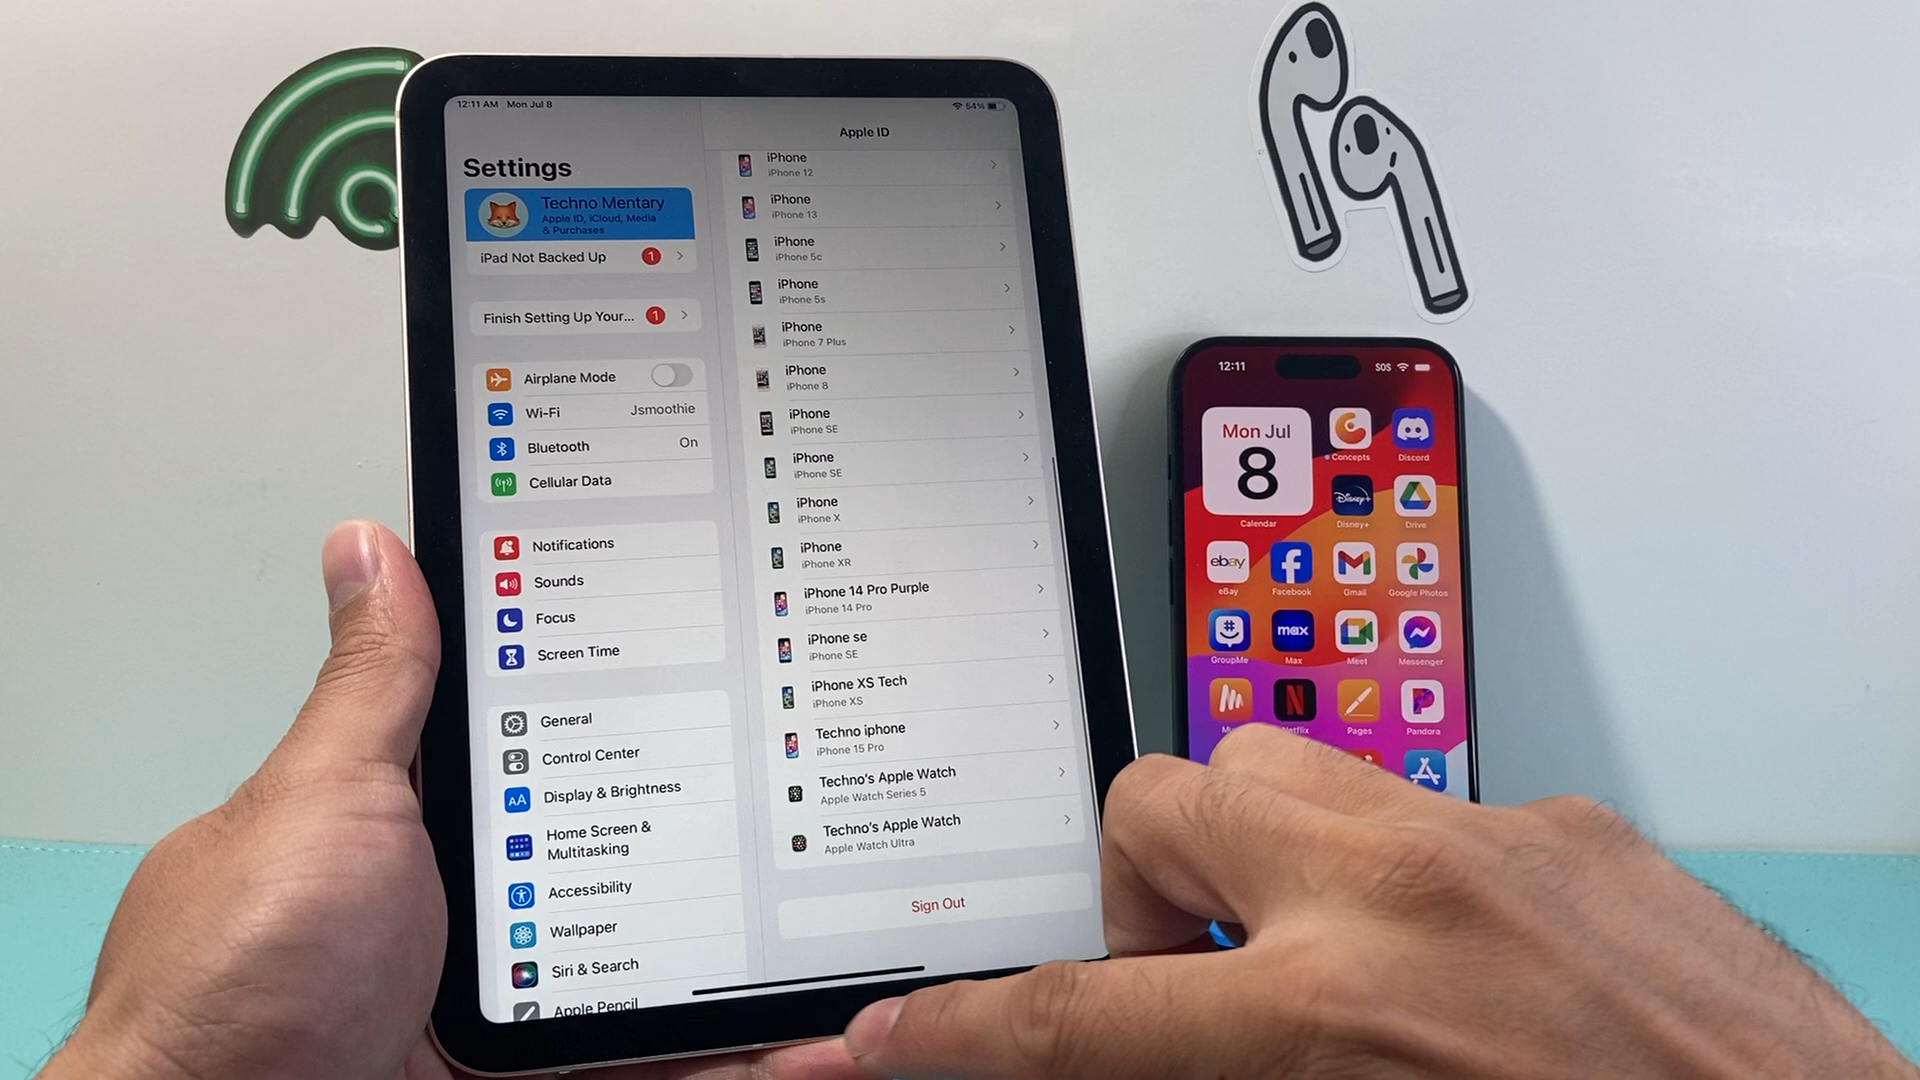 12:11 AM Mon Jul 8
54%
Settings
Techno Mentary
Apple ID, iCloud, Media
& Purchases
iPad Not Backed Up 1
Finish Setting Up Your... 1
Airplane Mode
Wi-Fi Jsmoothie
Bluetooth On
Cellular Data
Notifications
Sounds
Focus
Screen Time
General
Control Center
AA Display & Brightness
Home Screen &
Multitasking
Accessibility
Wallpaper
Siri & Search
Apple Pencil
Apple ID
iPhone
iPhone 12
iPhone
iPhone 13
iPhone
iPhone 5c
iPhone
iPhone 5s
iPhone
iPhone 7 Plus
iPhone
iPhone 8
iPhone
iPhone SE
iPhone
iPhone SE
iPhone
iPhone X
iPhone
iPhone XR
iPhone 14 Pro Purple
iPhone 14 Pro
iPhone se
iPhone SE
iPhone XS Tech
iPhone XS
Techno iphone
iPhone 15 Pro
Techno's Apple Watch
Apple Watch Series 5
Techno's Apple Watch
Apple Watch Ultra
Sign Out
12:11 SOS
Mon Jul
8
Calendar
Concepts
Discord
Disney+
Disney+
Drive
ebay
eBay
Facebook
Gmail
Google Photos
GroupMe
max
Max
Meet
Messenger
Netflix
Pages
Pandora